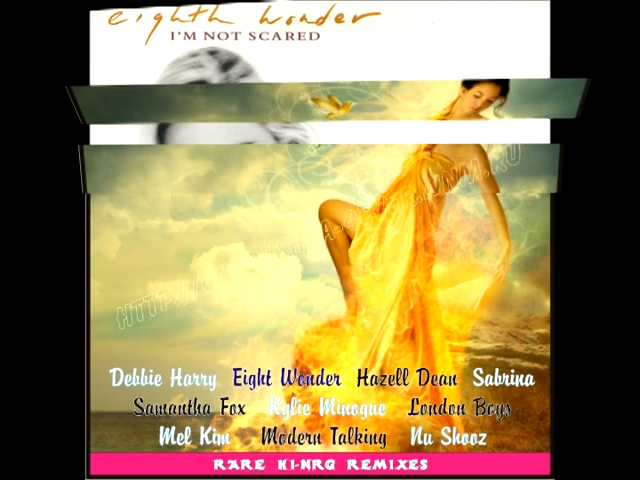 eighth wonder
I'M NOT SCARED
Debbie Harry Eight Wonder Hazell Dean Sabrina
Samantha Fox Kylie Minogue London Boys
Mel Kim Modern Talking Nu Shooz
RARE HI-NRG REMIXES